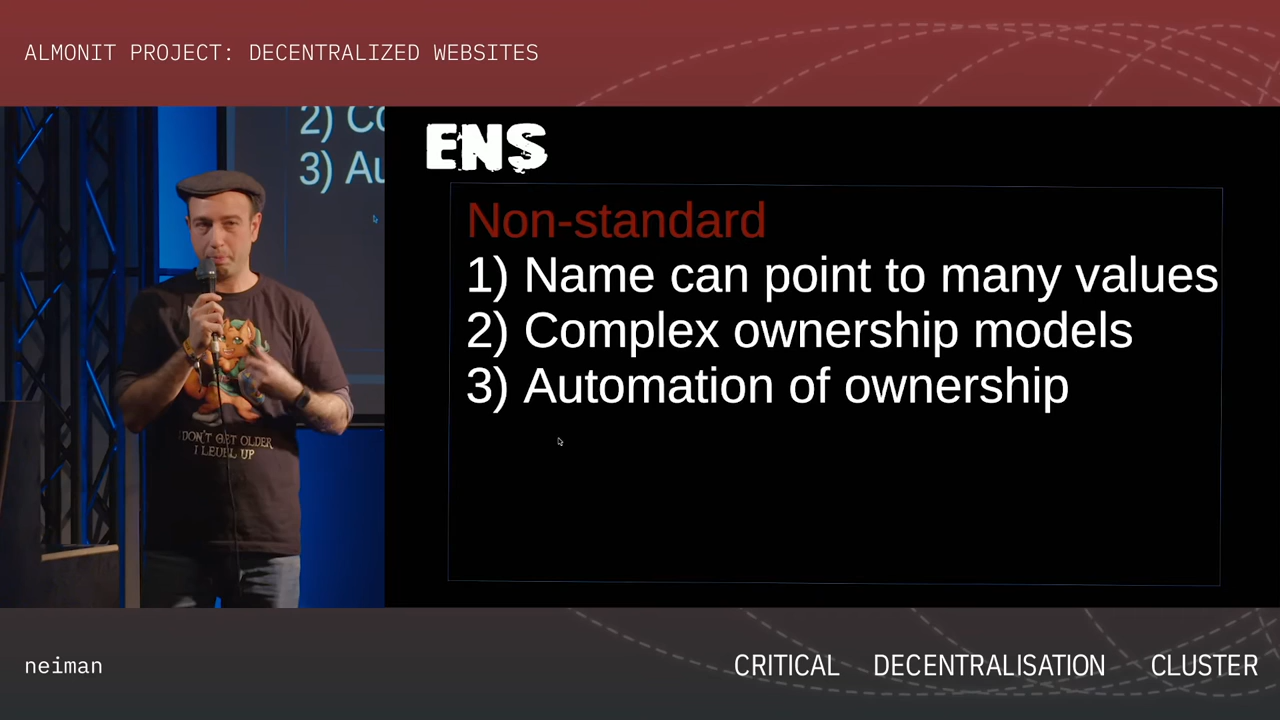 ALMONIT PROJECT: DECENTRALIZED WEBSITES
2) Co
3) Au
ENS
Non-standard
1) Name can point to many values
2) Complex ownership models
3) Automation of ownership
I DON'T GET OLDER
I LEVEL UP
neiman
CRITICAL DECENTRALISATION CLUSTER